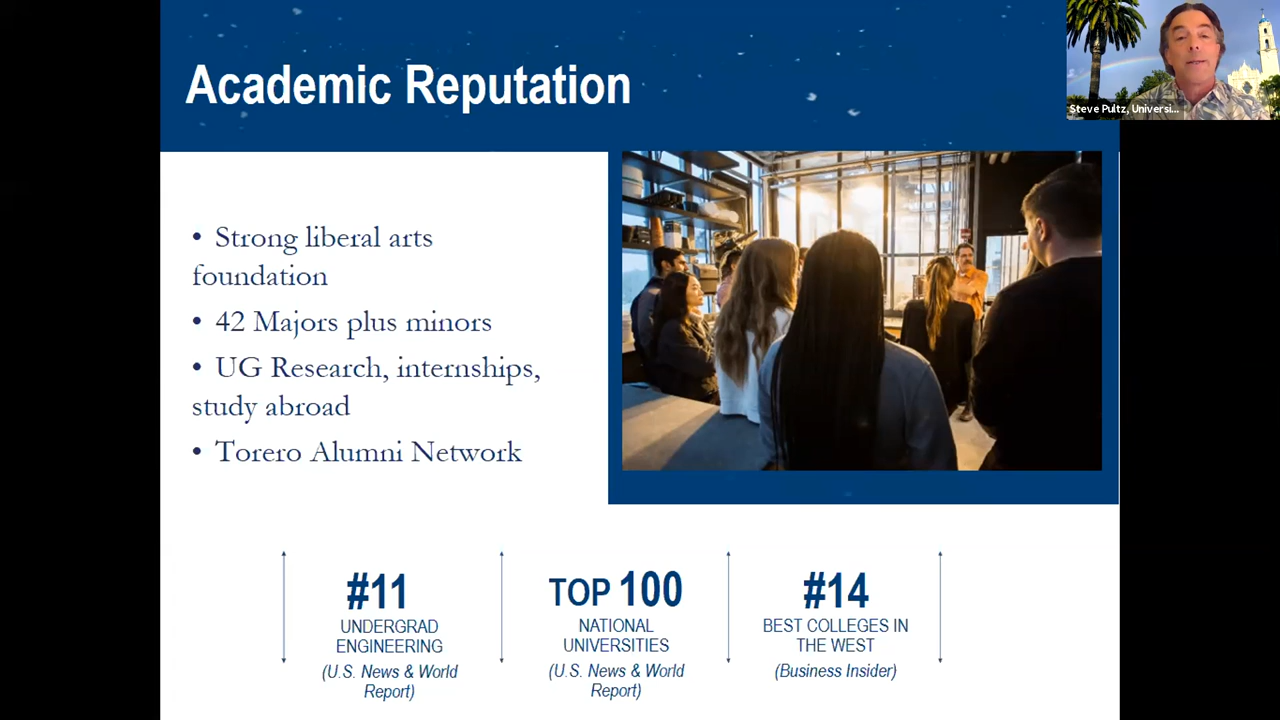 Academic Reputation
Steve Pultz, Universi...
• Strong liberal arts
foundation
• 42 Majors plus minors
• UG Research, internships,
study abroad
• Torero Alumni Network
#11
UNDERGRAD
ENGINEERING
(U.S. News & World
Report)
TOP 100
NATIONAL
UNIVERSITIES
(U.S. News & World
Report)
#14
BEST COLLEGES IN
THE WEST
(Business Insider)